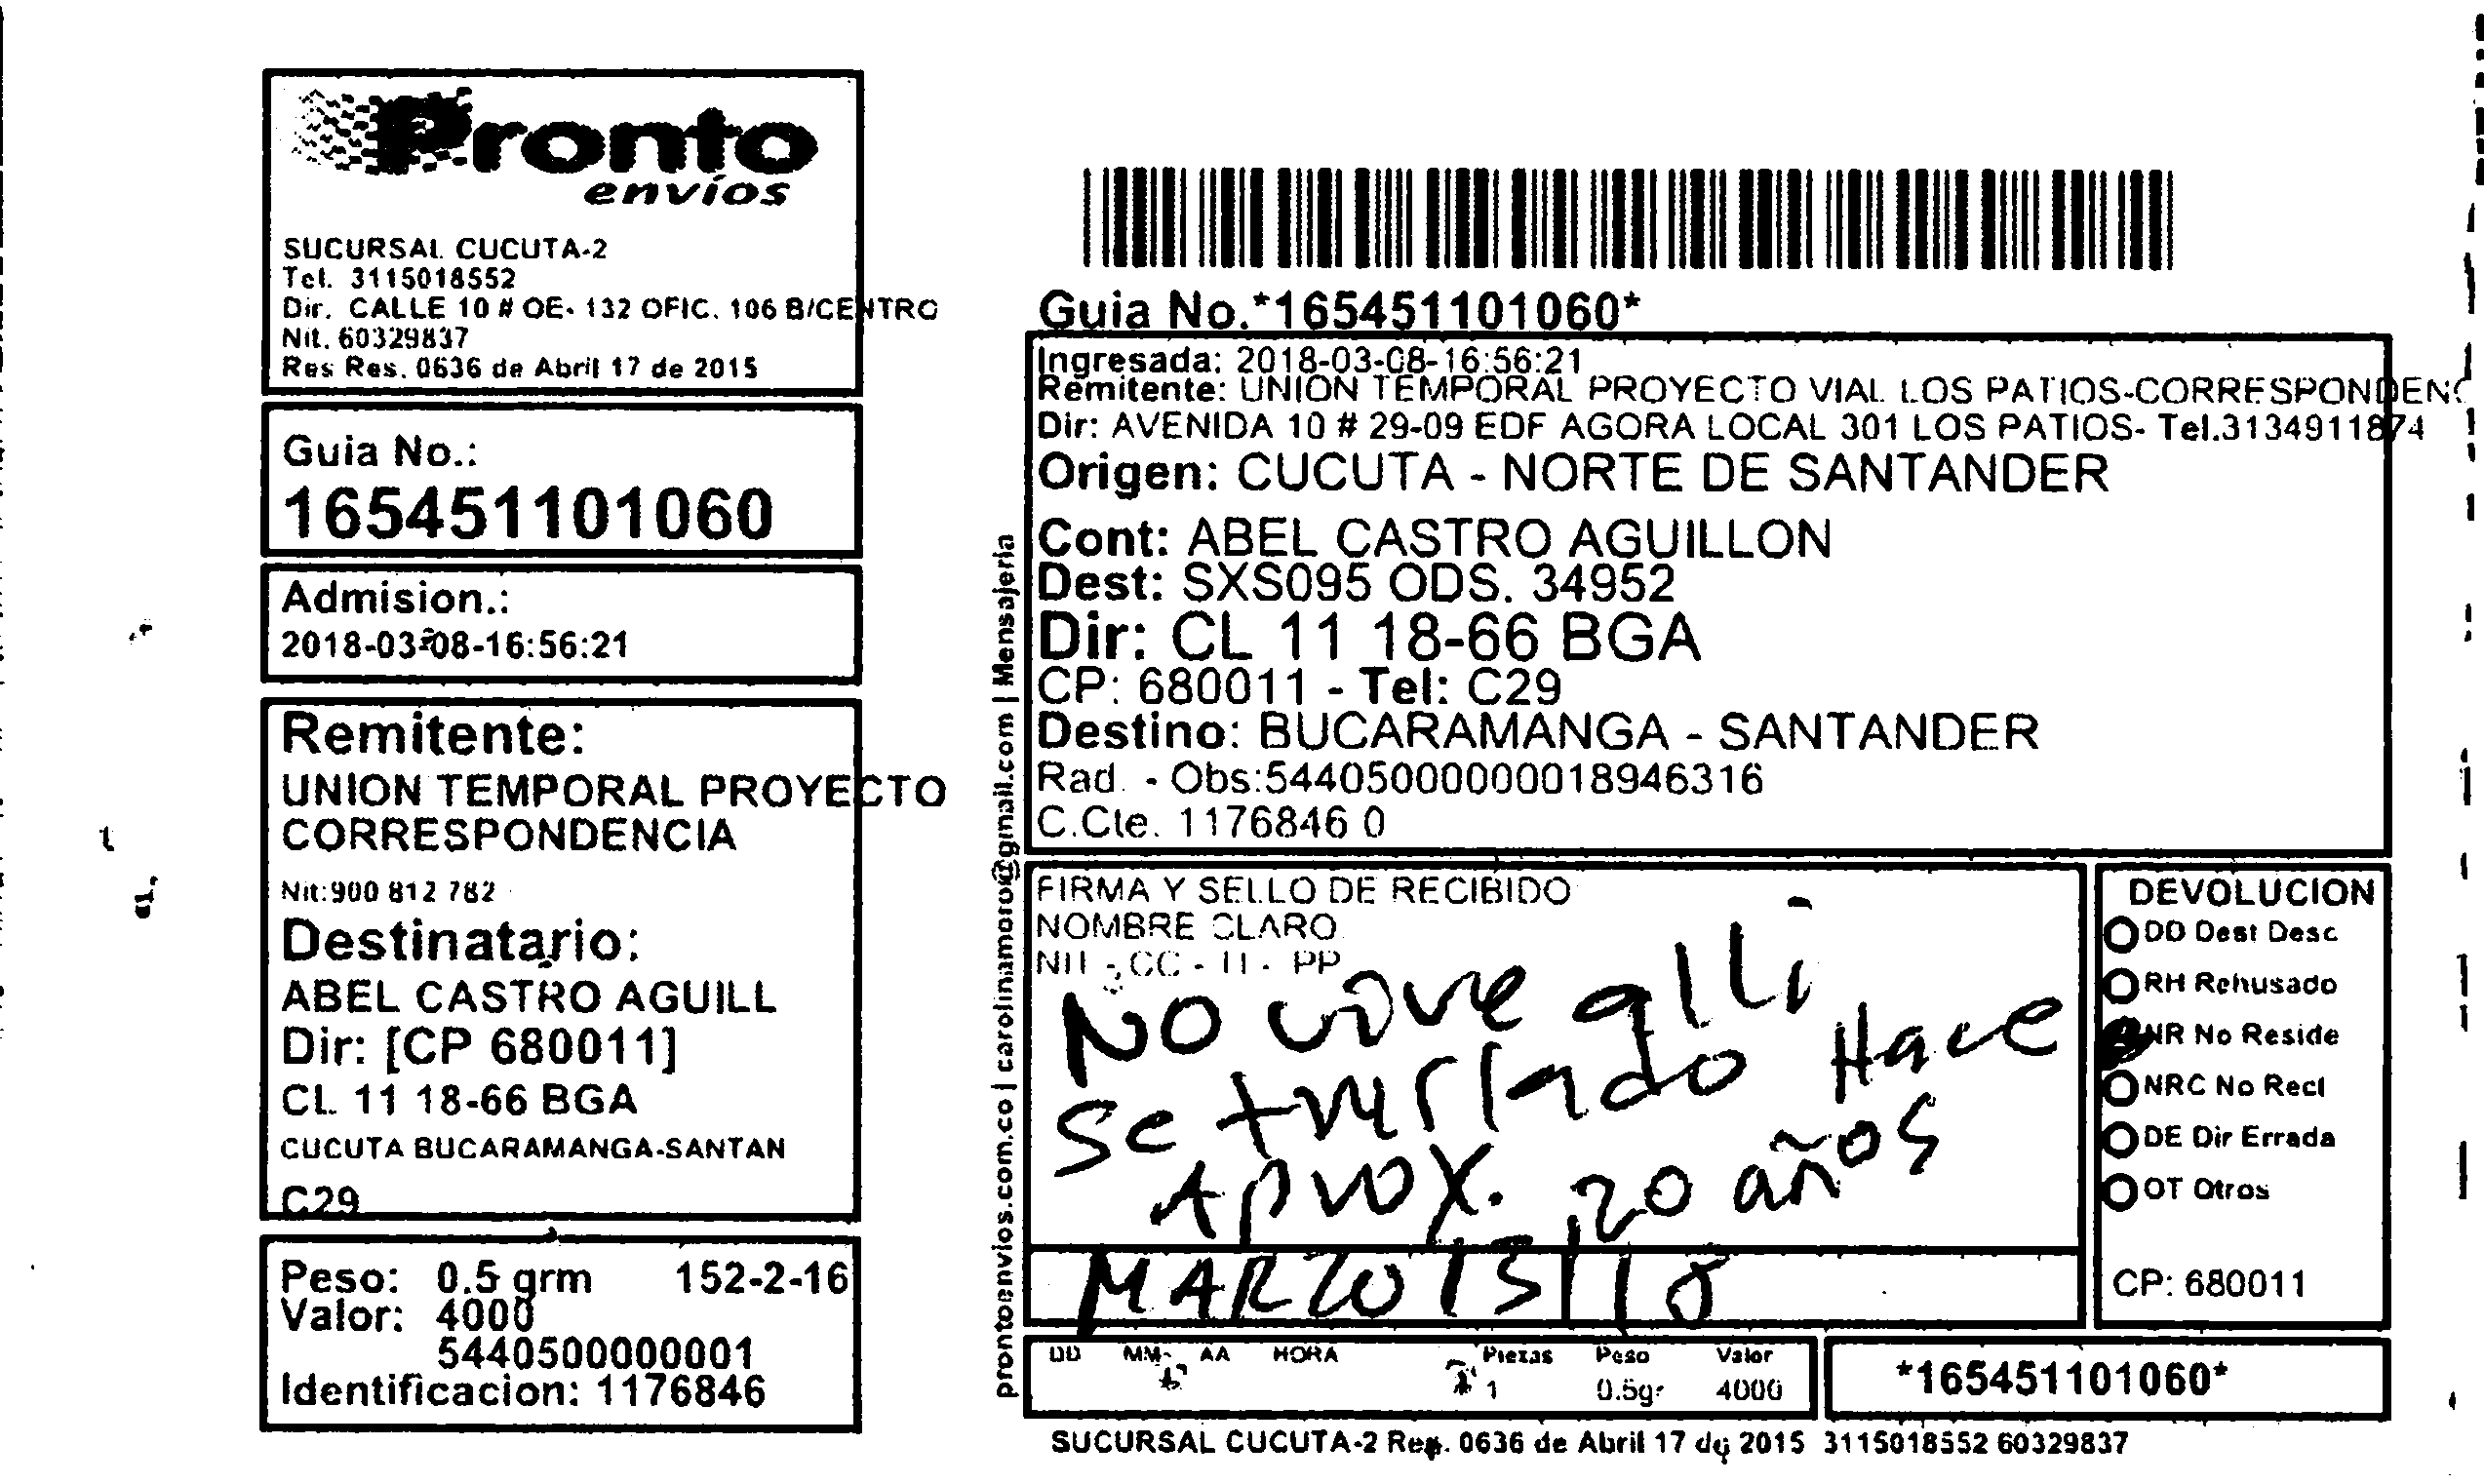 Pronto
envíos
SUCURSAL CUCUTA-2
Tel. 3115018552
Dir. CALLE 10 # OE- 132 OFIC. 106 B/CENTRO
Nit. 60329837
Res Res. 0636 de Abril 17 de 2015
Guia No.:
165451101060
Admision.:
2018-03-08-16:56:21
Remitente:
UNION TEMPORAL PROYECTO
CORRESPONDENCIA
Nit:900 812 782
Destinatario:
ABEL CASTRO AGUILL
Dir: [CP 680011]
CL 11 18-66 BGA
CUCUTA BUCARAMANGA-SANTAN
C29
Peso: 0.5 grm 152-2-16
Valor: 4000
5440500000001
Identificacion: 1176846
prontoenvios.com.co | carolinamoro@gmail.com | Mensajeria
Guia No.*165451101060*
Ingresada: 2018-03-08-16:56:21
Remitente: UNION TEMPORAL PROYECTO VIAL LOS PATIOS-CORRESPONDENC
Dir: AVENIDA 10 # 29-09 EDF AGORA LOCAL 301 LOS PATIOS- Tel.3134911874
Origen: CUCUTA - NORTE DE SANTANDER
Cont: ABEL CASTRO AGUILLON
Dest: SXS095 ODS. 34952
Dir: CL 11 18-66 BGA
CP: 680011 - Tel: C29
Destino: BUCARAMANGA - SANTANDER
Rad. - Obs:544050000000018946316
C.Cte. 1176846 0
FIRMA Y SELLO DE RECIBIDO
NOMBRE CLARO
NIT - CC - TI - PP
No vive alli
se trasladó Hace
Aprox. 20 años
MARZO 13/18
DEVOLUCION
DD Dest Desc
RH Rehusado
NR No Reside
NRC No Recl
DE Dir Errada
OT Otros
CP: 680011
DD MM- AA HORA Piezas Peso Valor
1 0.5gr 4000
*165451101060*
SUCURSAL CUCUTA-2 Res. 0636 de Abril 17 de 2015 3115018552 60329837